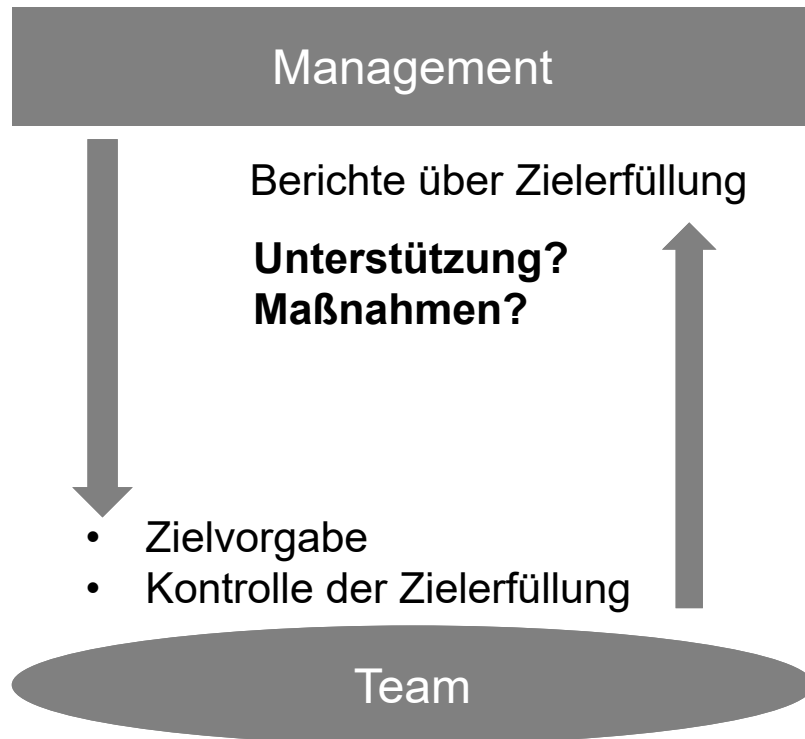 Management
Berichte über Zielerfüllung
Unterstützung?
Maßnahmen?
• Zielvorgabe
• Kontrolle der Zielerfüllung
Team